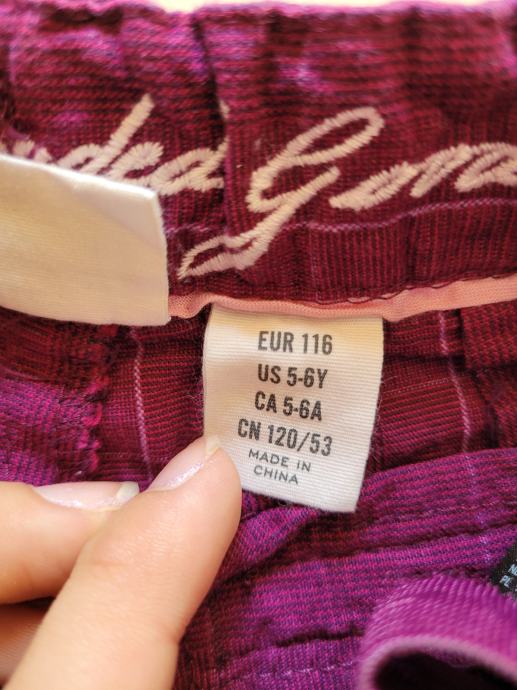 EUR 116
US 5-6Y
CA 5-6A
CN 120/53
MADE IN
CHINA